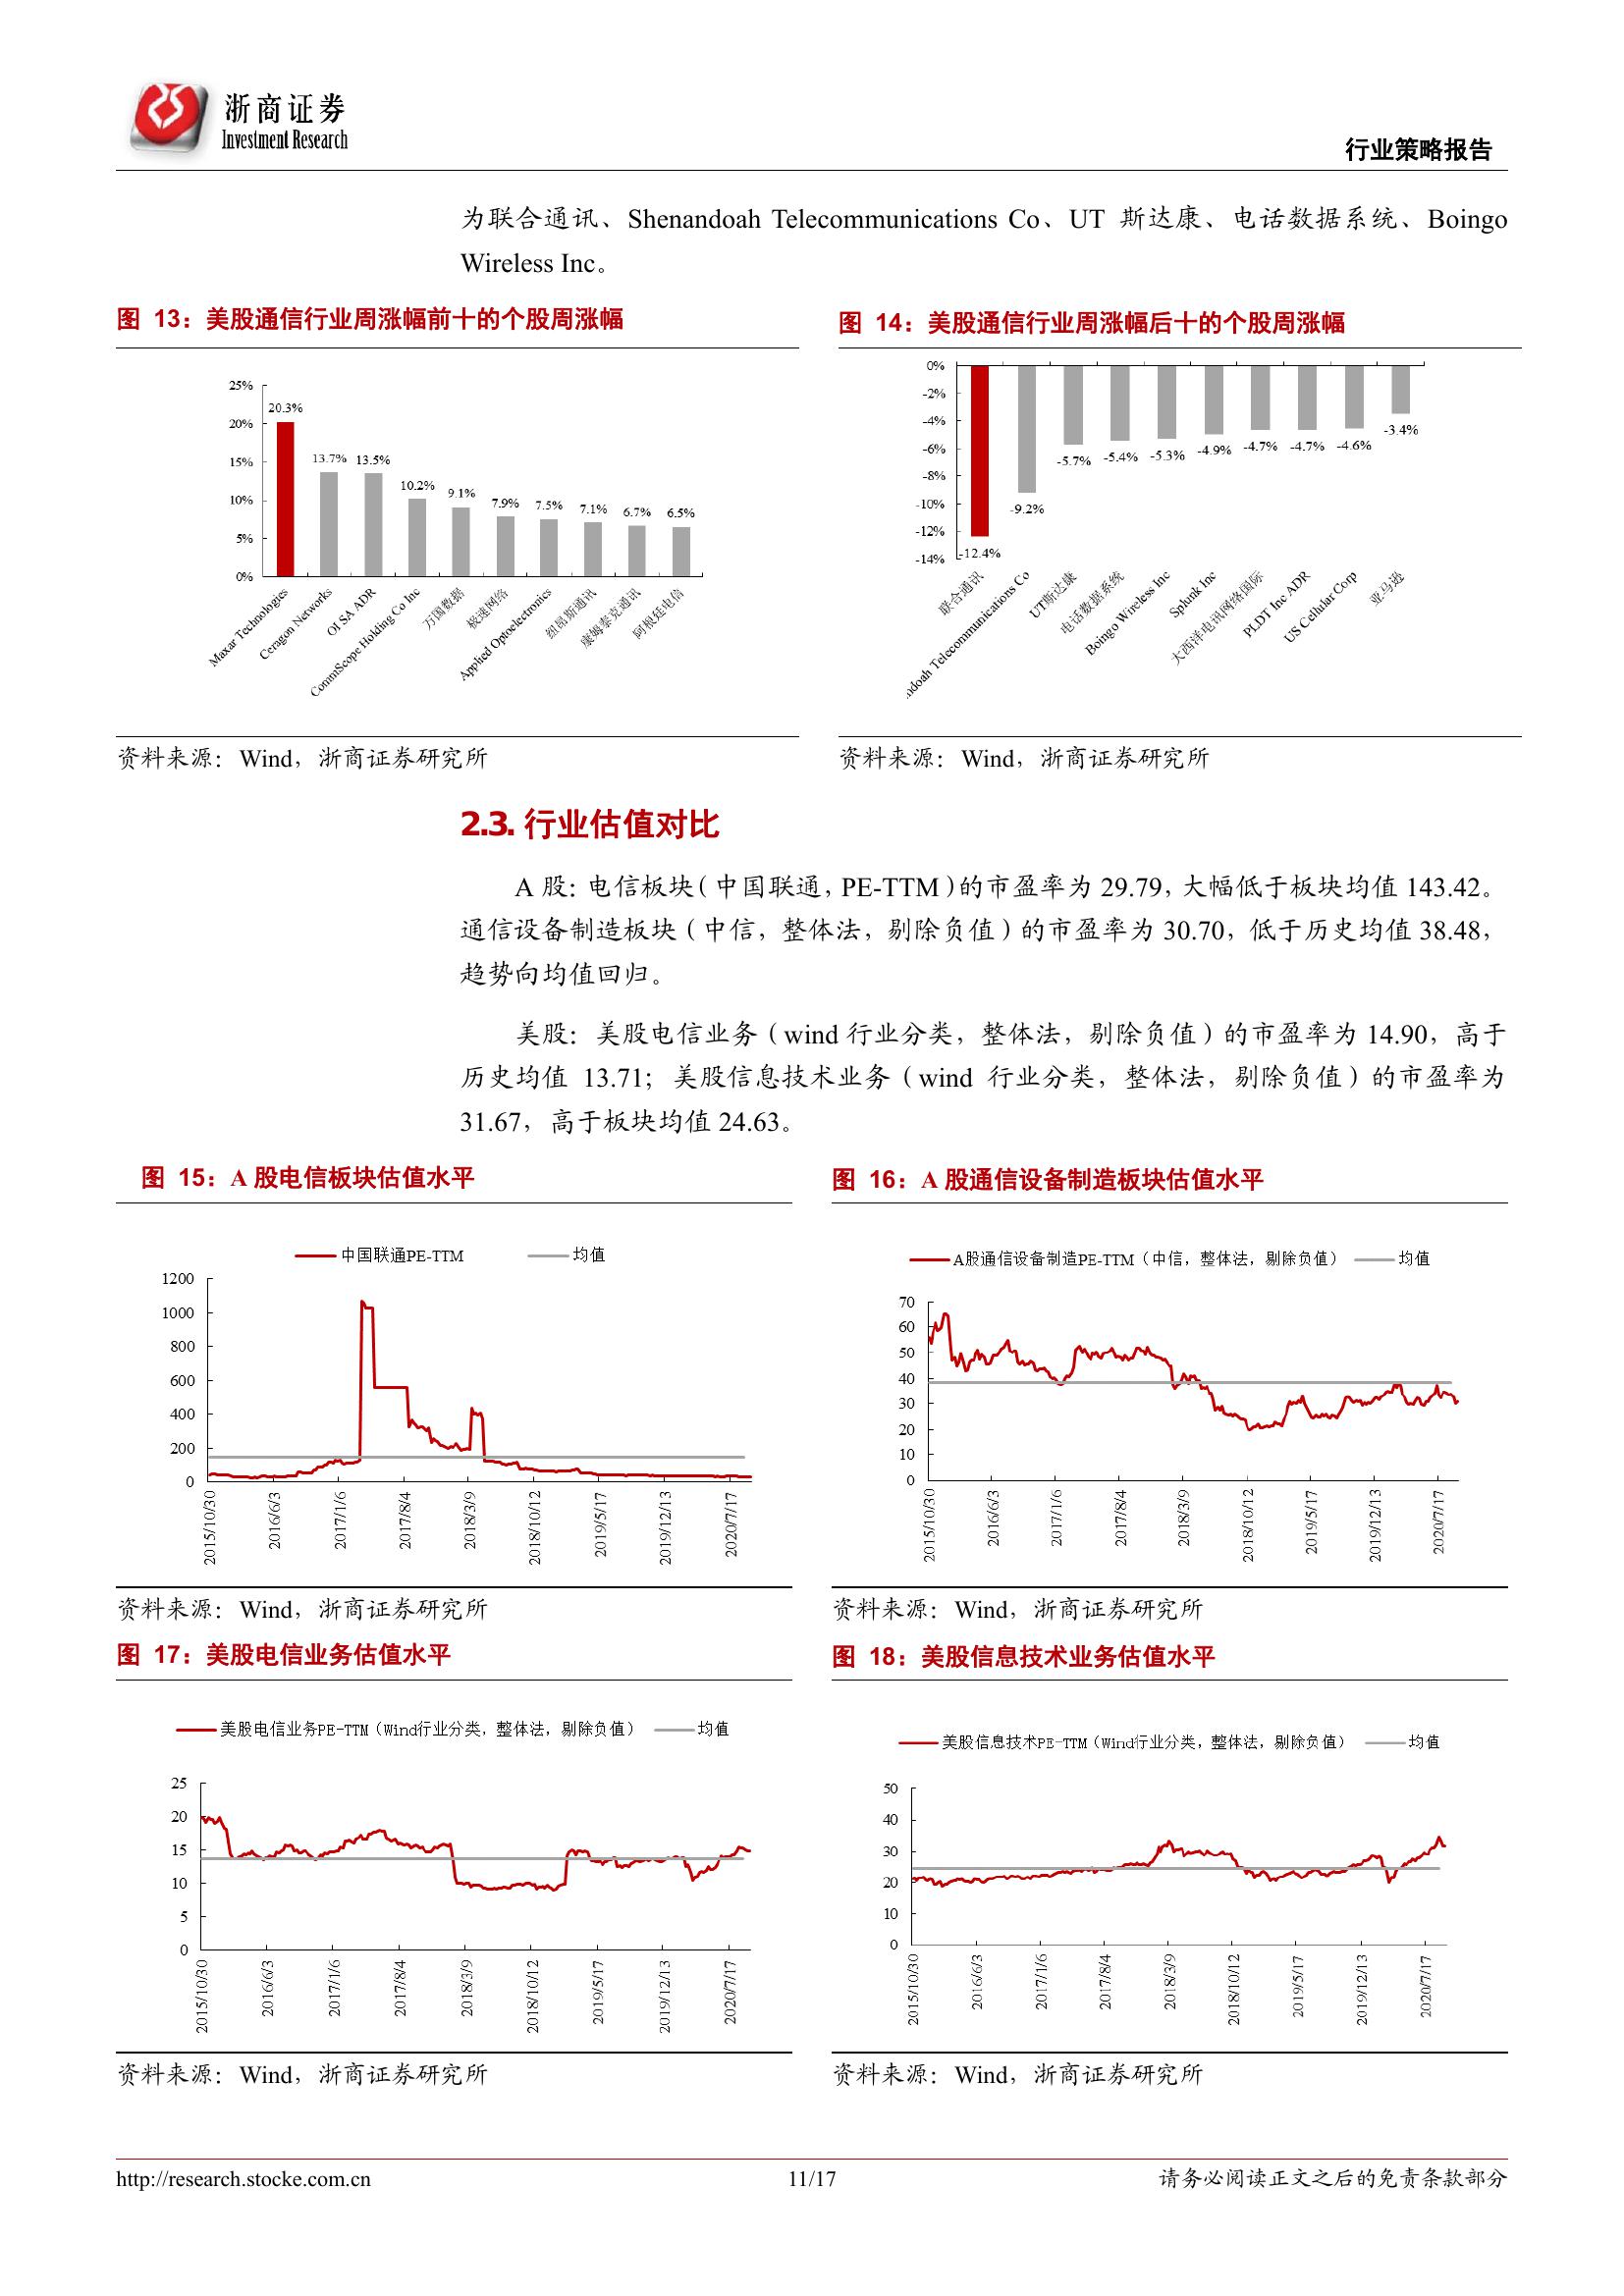 浙商证券
Investment Research
行业策略报告
为联合通讯、Shenandoah Telecommunications Co、UT 斯达康、电话数据系统、Boingo
Wireless Inc。
图 13：美股通信行业周涨幅前十的个股周涨幅
25%
20%
15%
10%
5%
0%
20.3%
13.7%
13.5%
10.2%
9.1%
7.9%
7.5%
7.1%
6.7%
6.5%
Maxar Technologies
Ceragon Networks
OI SA ADR
CommScope Holding Co Inc
万国数据
极速网络
Applied Optoelectronics
纽昂斯通讯
康姆泰克通讯
阿根廷电信
资料来源：Wind，浙商证券研究所
图 14：美股通信行业周涨幅后十的个股周涨幅
0%
-2%
-4%
-6%
-8%
-10%
-12%
-14%
-12.4%
-9.2%
-5.7%
-5.4%
-5.3%
-4.9%
-4.7%
-4.7%
-4.6%
-3.4%
联合通讯
ndoah Telecommunications Co
UT斯达康
电话数据系统
Boingo Wireless Inc
Splunk Inc
大西洋电讯网络国际
PLDT Inc ADR
US Cellular Corp
亚马逊
资料来源：Wind，浙商证券研究所
2.3. 行业估值对比
A 股：电信板块（中国联通，PE-TTM）的市盈率为 29.79，大幅低于板块均值 143.42。
通信设备制造板块（中信，整体法，剔除负值）的市盈率为 30.70，低于历史均值 38.48，
趋势向均值回归。
美股：美股电信业务（wind 行业分类，整体法，剔除负值）的市盈率为 14.90，高于
历史均值 13.71；美股信息技术业务（wind 行业分类，整体法，剔除负值）的市盈率为
31.67，高于板块均值 24.63。
图 15：A 股电信板块估值水平
中国联通PE-TTM 均值
1200
1000
800
600
400
200
0
2015/10/30
2016/6/3
2017/1/6
2017/8/4
2018/3/9
2018/10/12
2019/5/17
2019/12/13
2020/7/17
资料来源：Wind，浙商证券研究所
图 16：A 股通信设备制造板块估值水平
A股通信设备制造PE-TTM（中信，整体法，剔除负值） 均值
70
60
50
40
30
20
10
0
2015/10/30
2016/6/3
2017/1/6
2017/8/4
2018/3/9
2018/10/12
2019/5/17
2019/12/13
2020/7/17
资料来源：Wind，浙商证券研究所
图 17：美股电信业务估值水平
美股电信业务PE-TTM（Wind行业分类，整体法，剔除负值） 均值
25
20
15
10
5
0
2015/10/30
2016/6/3
2017/1/6
2017/8/4
2018/3/9
2018/10/12
2019/5/17
2019/12/13
2020/7/17
资料来源：Wind，浙商证券研究所
图 18：美股信息技术业务估值水平
美股信息技术PE-TTM（Wind行业分类，整体法，剔除负值） 均值
50
40
30
20
10
0
2015/10/30
2016/6/3
2017/1/6
2017/8/4
2018/3/9
2018/10/12
2019/5/17
2019/12/13
2020/7/17
资料来源：Wind，浙商证券研究所
http://research.stocke.com.cn
11/17
请务必阅读正文之后的免责条款部分